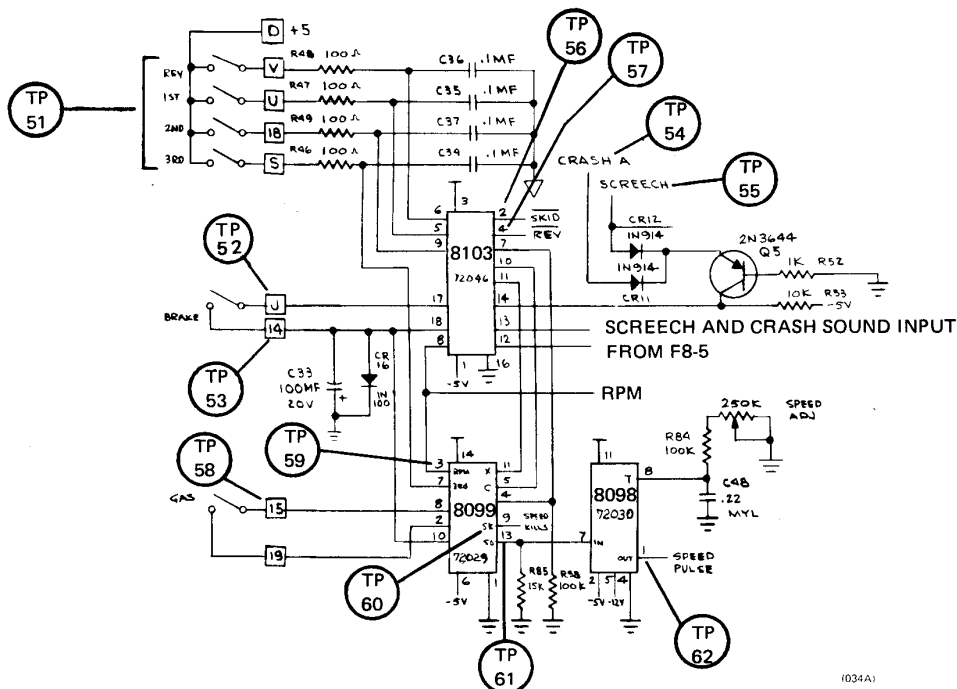 D +5
TP 56
TP 57
TP 51
REV V R48 100Ω C36 .1MF
1ST U R47 100Ω C35 .1MF
2ND 18 R49 100Ω C37 .1MF
3RD S R46 100Ω C34 .1MF
TP 54
CRASH A
SCREECH
TP 55
3
6 2 SKID
5 4 REV
9 7
8103
72046
10
11
14
13
12
17
18
8
1
16
-5V
CR12
1N914
1N914
CR11
2N3644
Q5
1K R52
10K R53
-5V
TP 52
J
BRAKE
14
TP 53
C33
100MF
20V
+
CR
16
1N
100
SCREECH AND CRASH SOUND INPUT
FROM F8-5
RPM
TP 59
TP 58
GAS
15
19
14
3 RPM X 11
7 3RD C 5
4
8 8099
2 SK 9 SPEED KILLS
10 SO 13
72029
6
1
-5V
TP 60
TP 61
R85
15K
R98
100K
11
8098
72030
T 8
7 IN
OUT 1
2 5 4
-5V -12V
SPEED
PULSE
TP 62
250K SPEED
ADJ
R84
100K
C48
.22
MYL
(034A)